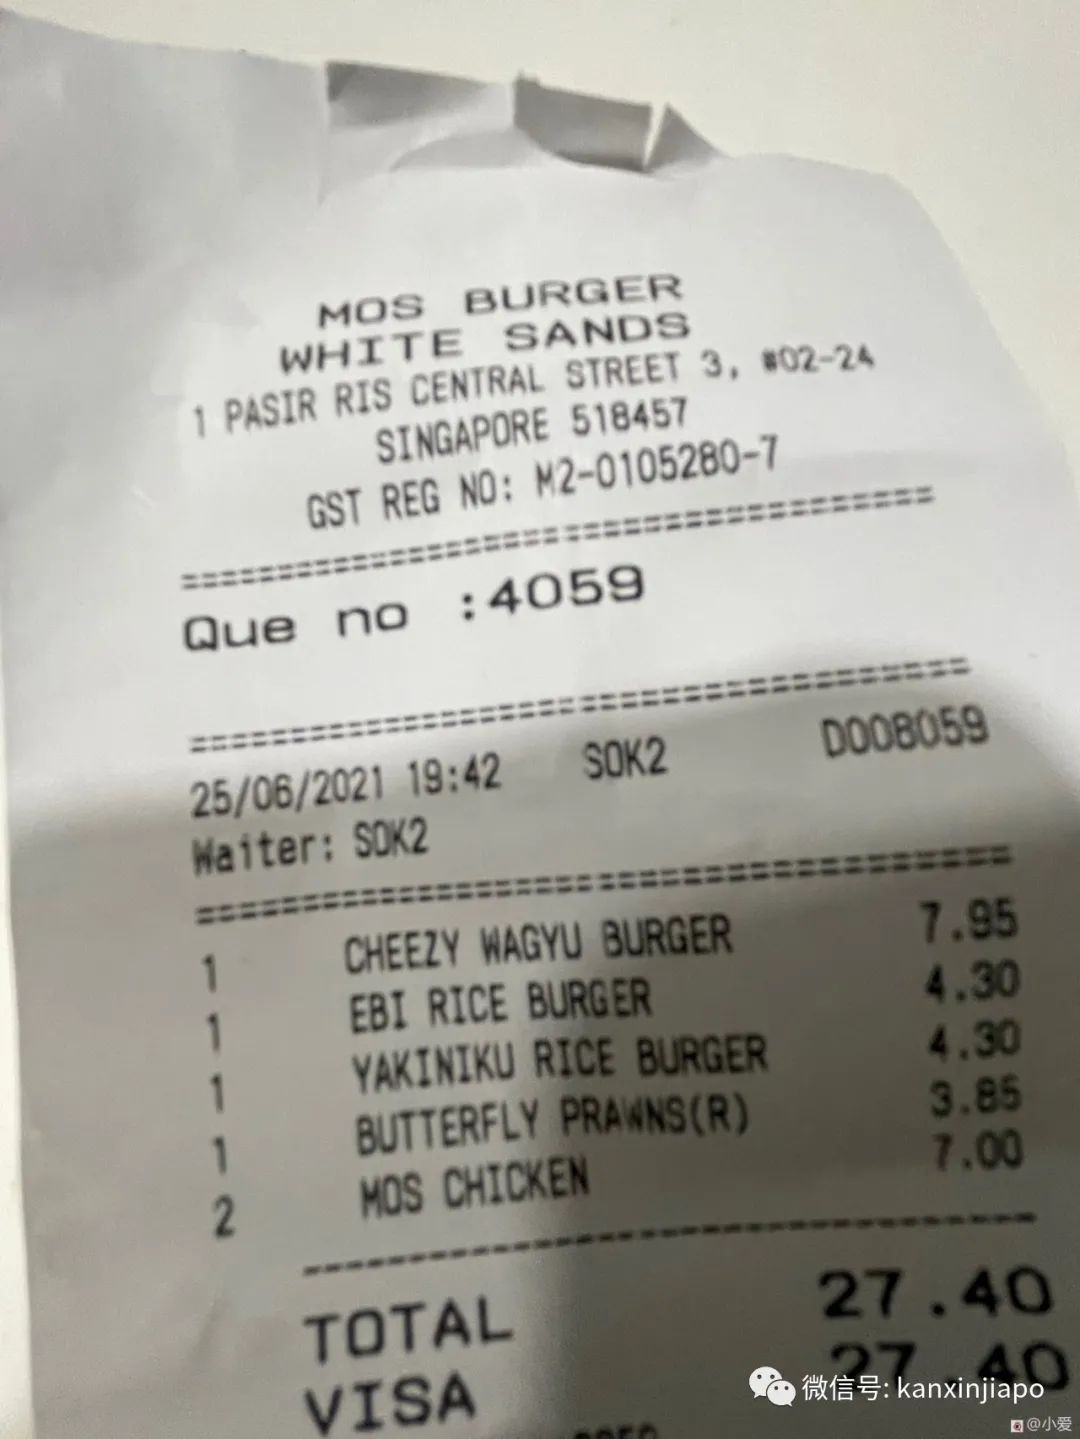 MOS BURGER
WHITE SANDS
1 PASIR RIS CENTRAL STREET 3, #02-24
SINGAPORE 518457
GST REG NO: M2-0105280-7
======================================
Que no :4059
======================================
25/06/2021 19:42 SOK2 D008059
Waiter: SOK2
======================================
1 CHEEZY WAGYU BURGER 7.95
1 EBI RICE BURGER 4.30
1 YAKINIKU RICE BURGER 4.30
1 BUTTERFLY PRAWNS(R) 3.85
2 MOS CHICKEN 7.00
--------------------------------------
TOTAL 27.40
VISA 27.40
微信号: kanxinjiapo
@小爱